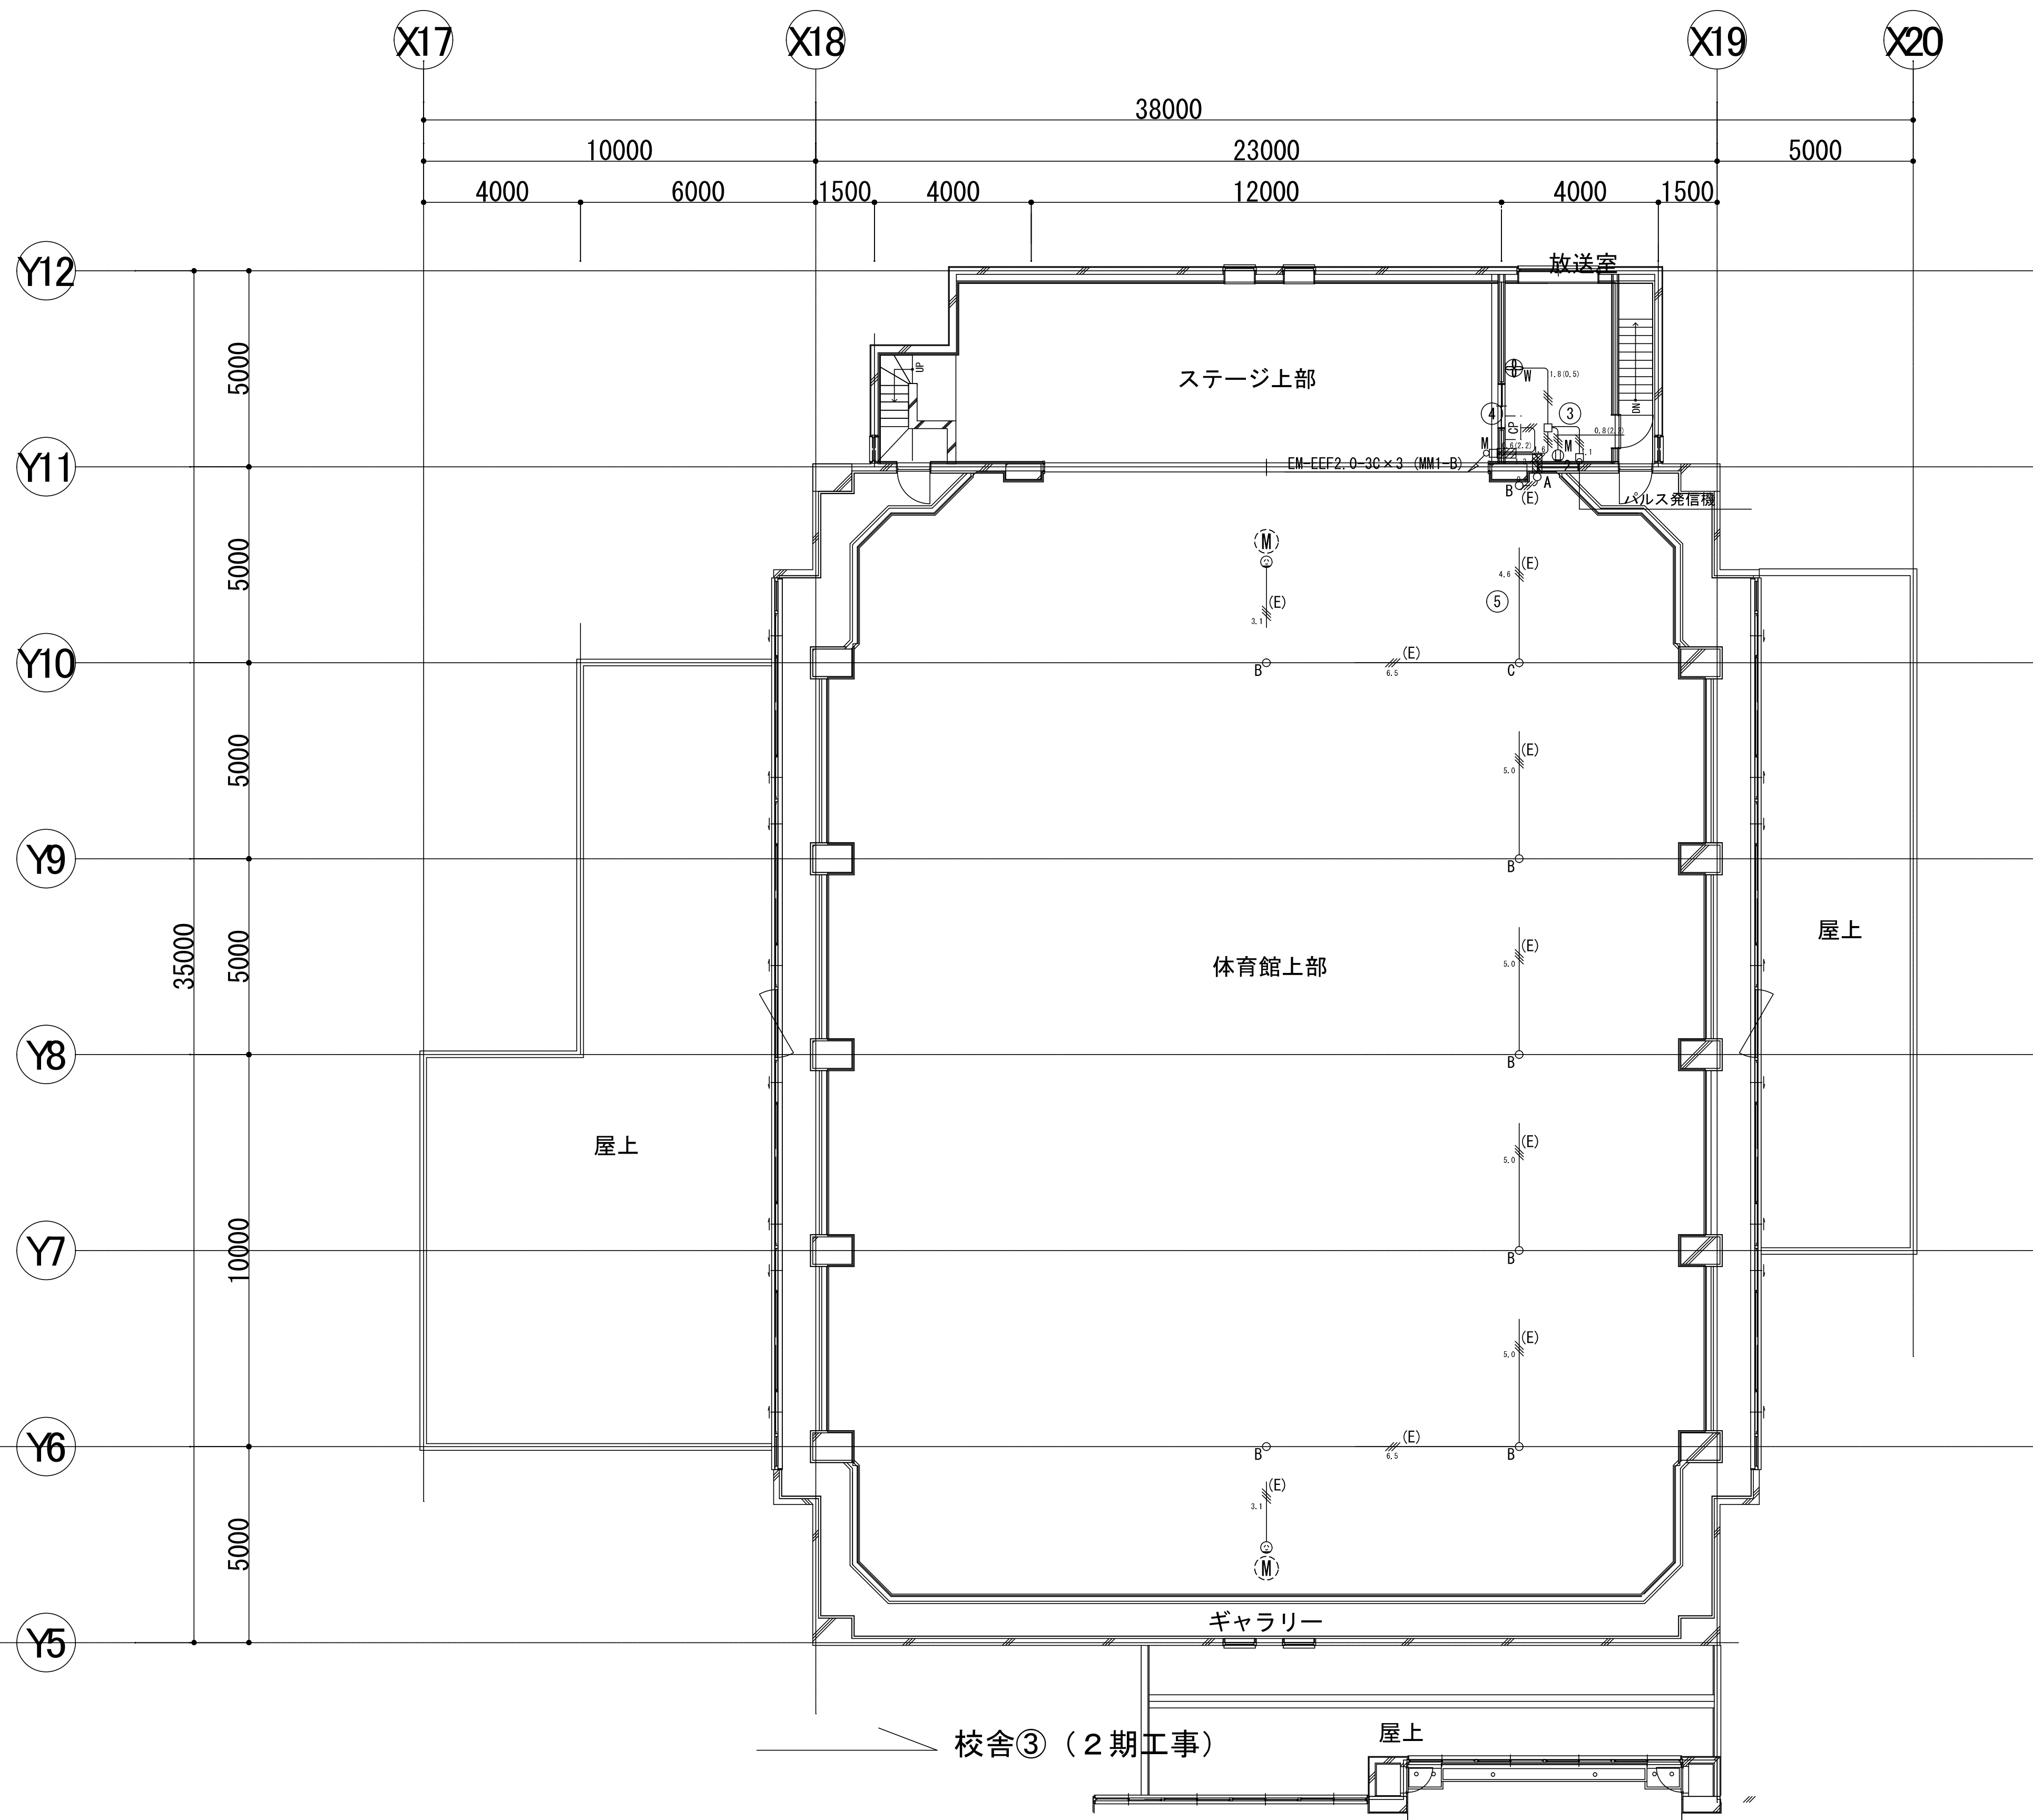 X17
X18
X19
X20
38000
10000
23000
5000
4000
6000
1500
4000
12000
4000
1500
Y12
Y11
Y10
Y9
Y8
Y7
Y6
Y5
35000
5000
5000
5000
5000
10000
5000
放送室
ステージ上部
UP
DN
W
1.8(0.5)
④
③
CP
M
M
EM-EEF2.0-3C×3 (MM1-B)
B
(E)
A
パルス発信機
M
(E)
3.1
(E)
4.6
⑤
B
(E)
6.5
C
(E)
5.0
B
(E)
5.0
B
体育館上部
屋上
屋上
(E)
5.0
B
(E)
5.0
B
(E)
6.5
B
(E)
3.1
M
ギャラリー
校舎③（２期工事）
屋上